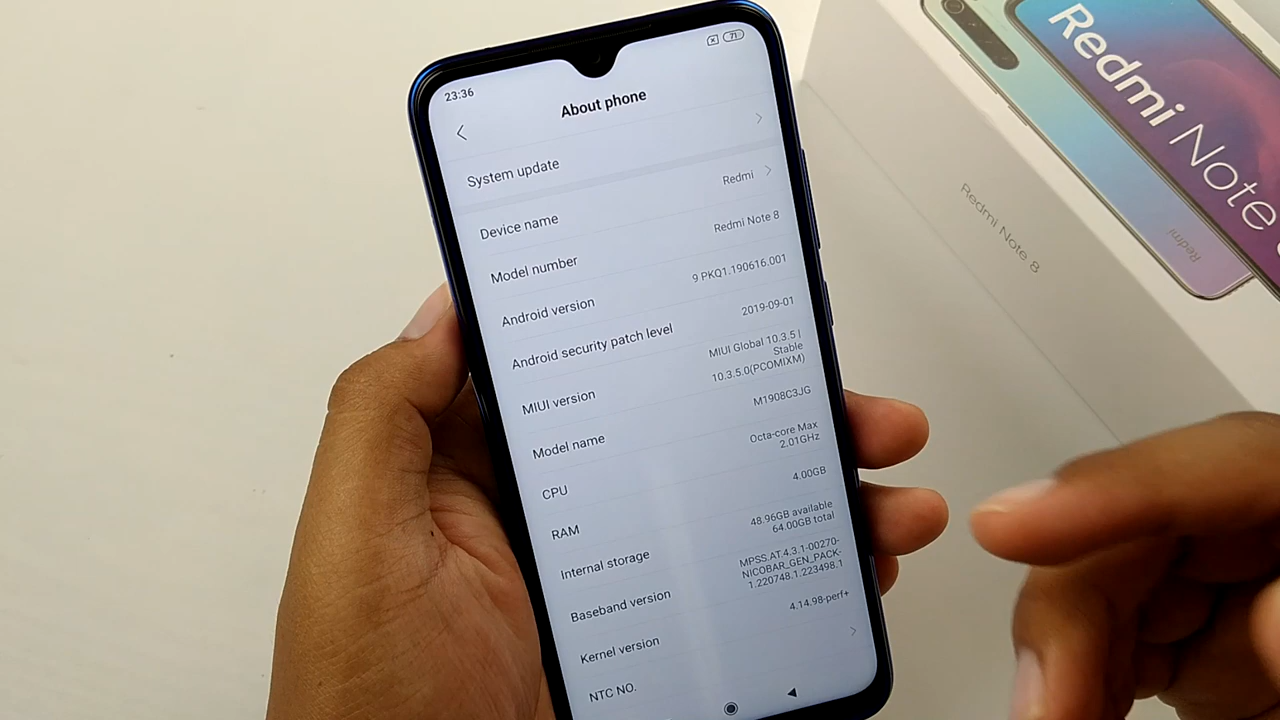 23:36
71
About phone
System update
Device name
Redmi
Model number
Redmi Note 8
Android version
9 PKQ1.190616.001
Android security patch level
2019-09-01
MIUI version
MIUI Global 10.3.5 |
Stable
10.3.5.0(PCOMIXM)
Model name
M1908C3JG
CPU
Octa-core Max
2.01GHz
RAM
4.00GB
Internal storage
48.96GB available
64.00GB total
Baseband version
MPSS.AT.4.3.1-00270-
NICOBAR_GEN_PACK-
1.220748.1.223498.1
Kernel version
4.14.98-perf+
NTC NO.
Redmi Note
Redmi
Redmi Note 8